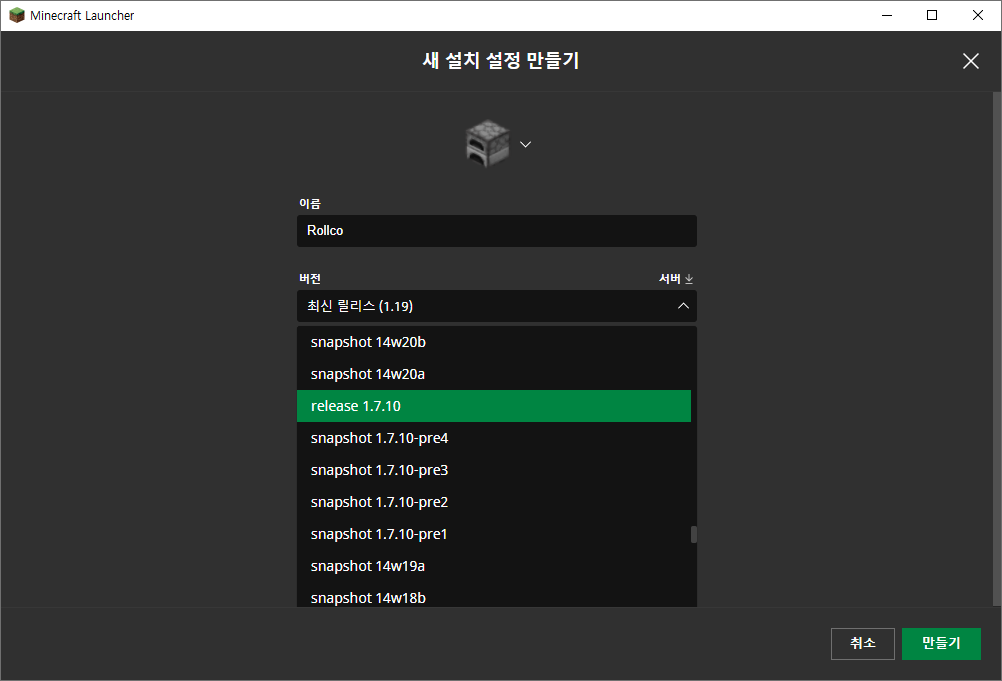 Minecraft Launcher
새 설치 설정 만들기
이름
Rollco
버전 서버
최신 릴리스 (1.19)
snapshot 14w20b
snapshot 14w20a
release 1.7.10
snapshot 1.7.10-pre4
snapshot 1.7.10-pre3
snapshot 1.7.10-pre2
snapshot 1.7.10-pre1
snapshot 14w19a
snapshot 14w18b
취소 만들기